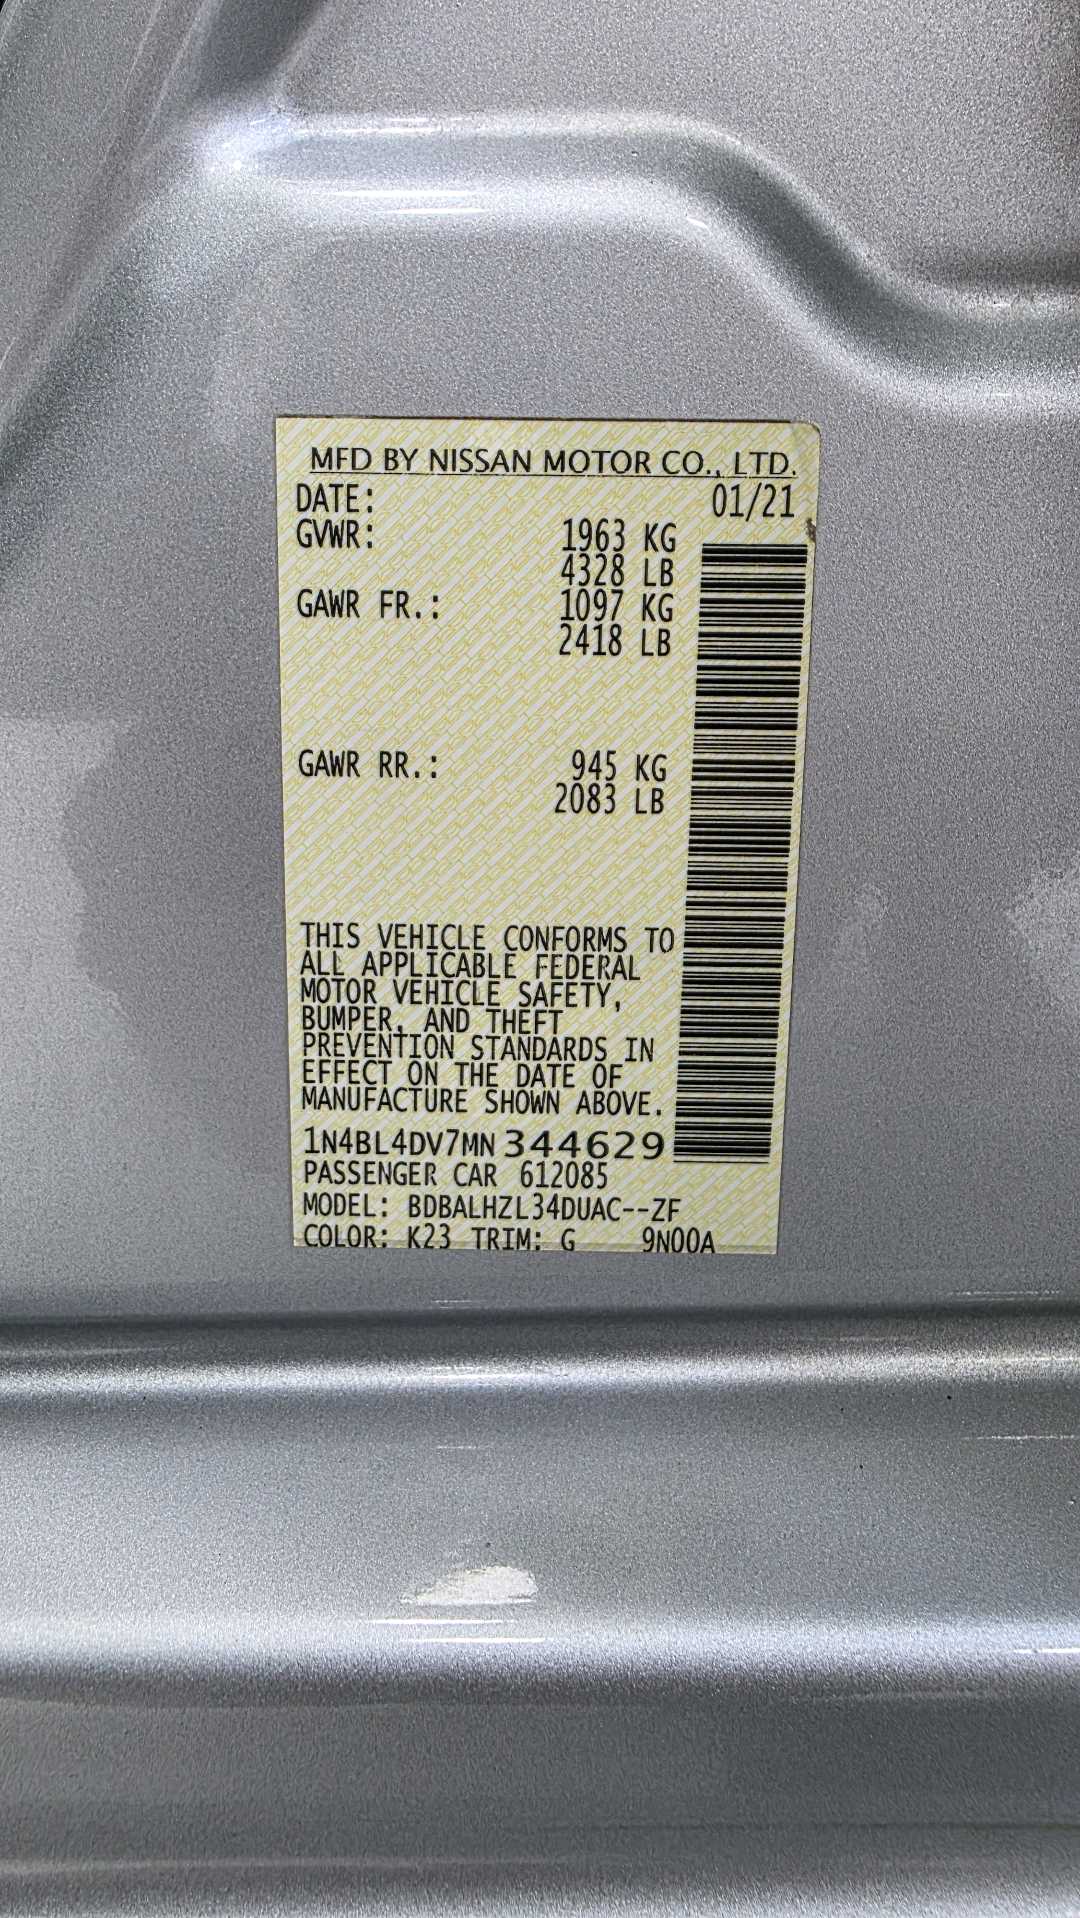 MFD BY NISSAN MOTOR CO., LTD.
DATE: 01/21
GVWR: 1963 KG
4328 LB
GAWR FR.: 1097 KG
2418 LB
GAWR RR.: 945 KG
2083 LB
THIS VEHICLE CONFORMS TO
ALL APPLICABLE FEDERAL
MOTOR VEHICLE SAFETY,
BUMPER, AND THEFT
PREVENTION STANDARDS IN
EFFECT ON THE DATE OF
MANUFACTURE SHOWN ABOVE.
1N4BL4DV7MN344629
PASSENGER CAR 612085
MODEL: BDBALHZL34DUAC--ZF
COLOR: K23 TRIM: G 9N00A